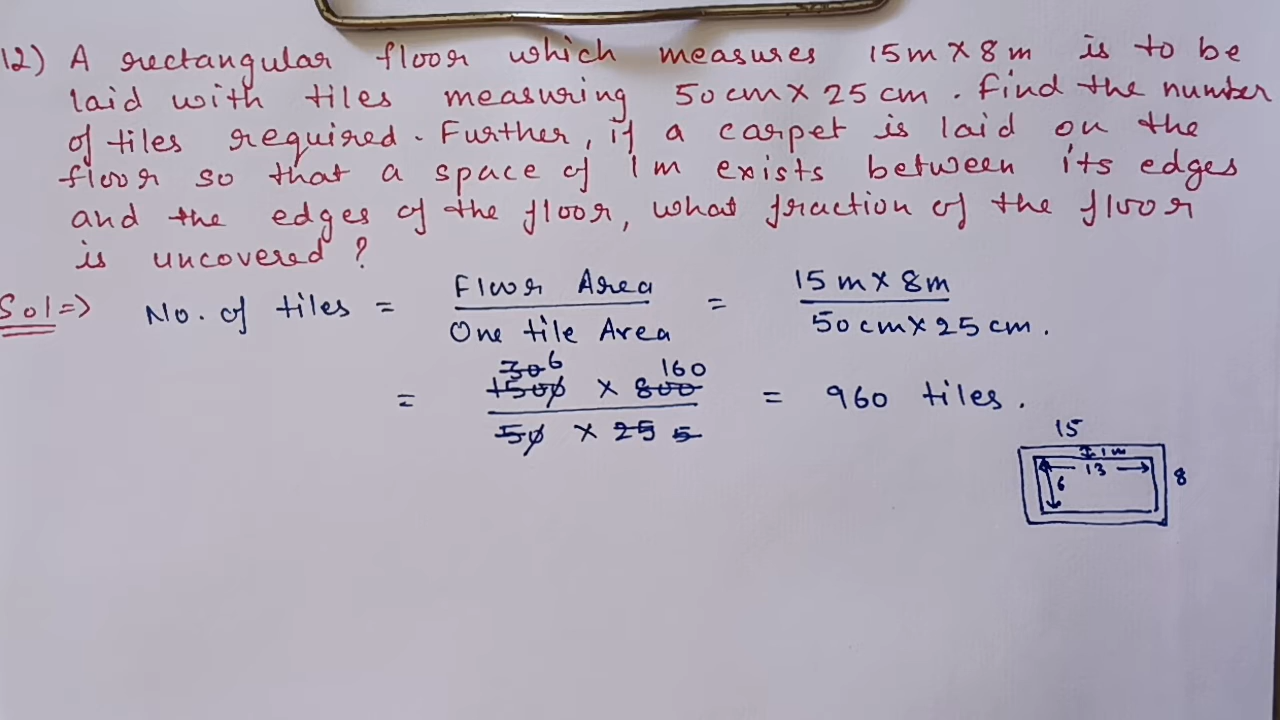 12) A rectangular floor which measures 15m x 8m is to be
laid with tiles measuring 50cm x 25cm. Find the number
of tiles required. Further, if a carpet is laid on the
floor so that a space of 1m exists between its edges
and the edges of the floor, what fraction of the floor
is uncovered?
Sol => No. of tiles = Floor Area / One tile Area = 15m x 8m / 50cm x 25cm.
30 6 160
= 1500 x 800 / 50 x 25 5 = 960 tiles.
15
1m
13
6 8